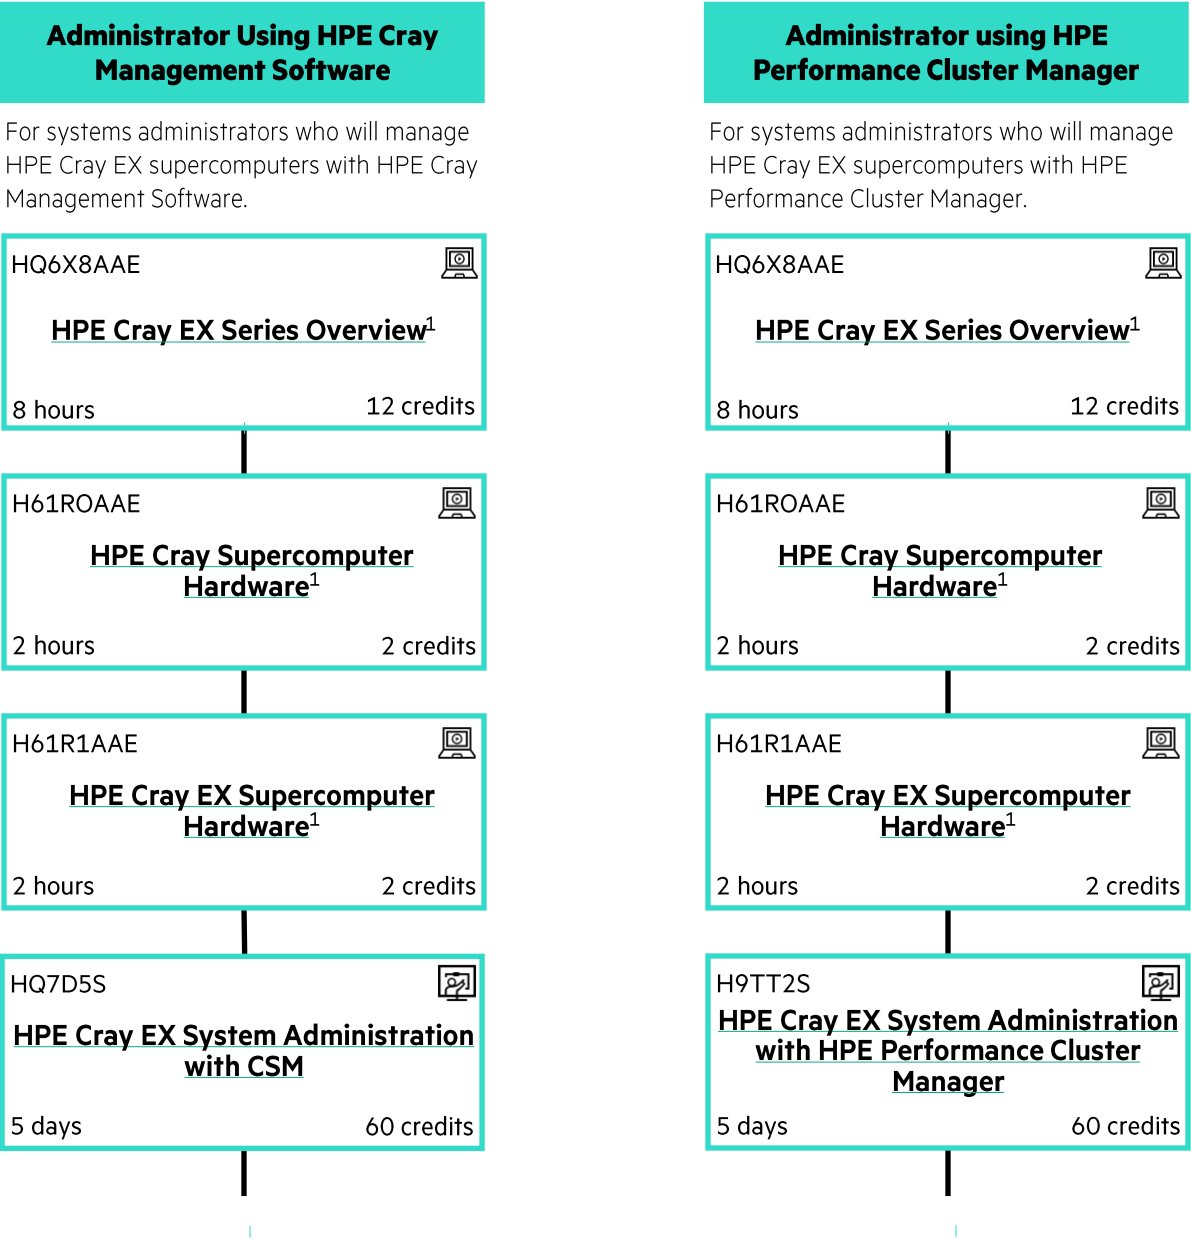 Administrator Using HPE Cray
Management Software
For systems administrators who will manage
HPE Cray EX supercomputers with HPE Cray
Management Software.
HQ6X8AAE
HPE Cray EX Series Overview¹
8 hours
12 credits
H61ROAAE
HPE Cray Supercomputer
Hardware¹
2 hours
2 credits
H61R1AAE
HPE Cray EX Supercomputer
Hardware¹
2 hours
2 credits
HQ7D5S
HPE Cray EX System Administration
with CSM
5 days
60 credits
Administrator using HPE
Performance Cluster Manager
For systems administrators who will manage
HPE Cray EX supercomputers with HPE
Performance Cluster Manager.
HQ6X8AAE
HPE Cray EX Series Overview¹
8 hours
12 credits
H61ROAAE
HPE Cray Supercomputer
Hardware¹
2 hours
2 credits
H61R1AAE
HPE Cray EX Supercomputer
Hardware¹
2 hours
2 credits
H9TT2S
HPE Cray EX System Administration
with HPE Performance Cluster
Manager
5 days
60 credits